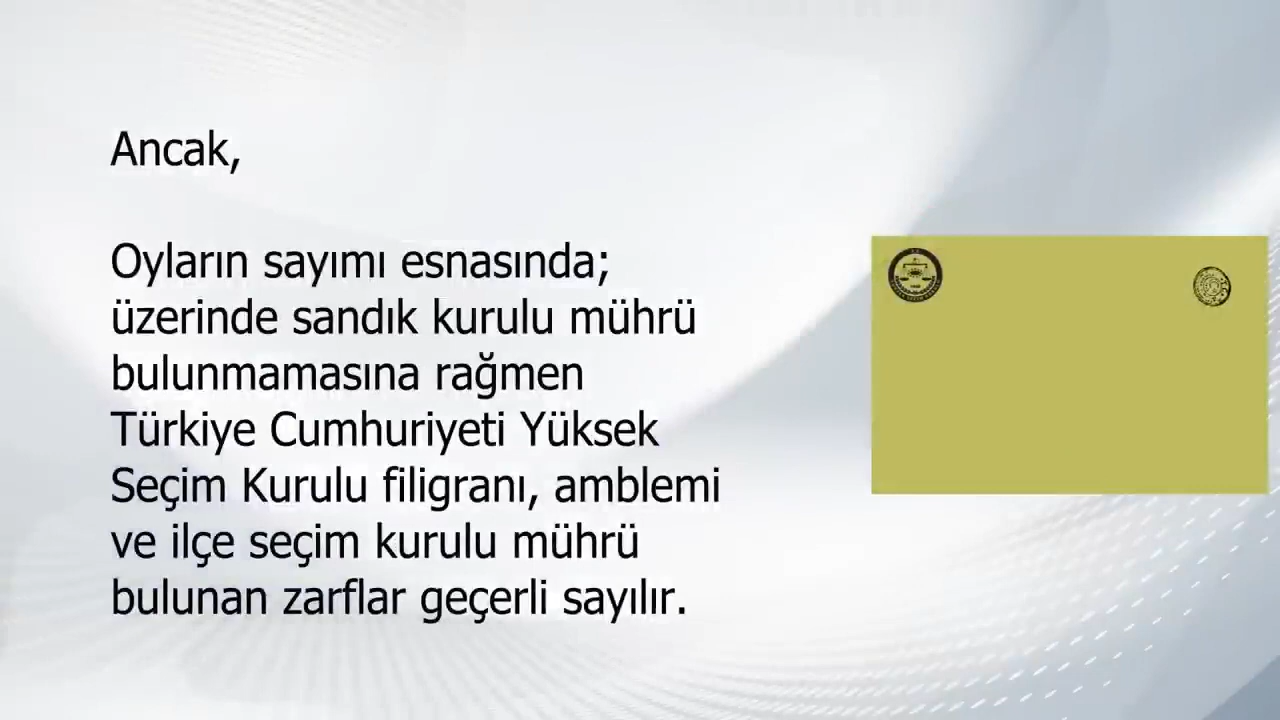 Ancak,
Oyların sayımı esnasında;
üzerinde sandık kurulu mührü
bulunmamasına rağmen
Türkiye Cumhuriyeti Yüksek
Seçim Kurulu filigranı, amblemi
ve ilçe seçim kurulu mührü
bulunan zarflar geçerli sayılır.